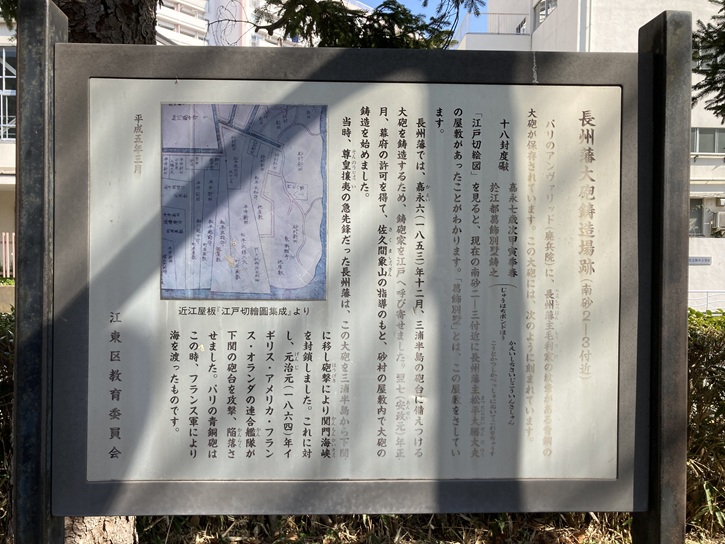 長州藩大砲鋳造場跡(南砂2−3付近)
パリのアンヴァリッド(廃兵院)に、長州藩主毛利家の紋章がある青銅の
大砲が保存されています。この大砲には、次のように刻まれています。
十八封度礮 嘉永七歳次甲寅季春
於江都葛飾別墅鋳之
じゅうはちポンドほう
「江戸切絵図」を見ると、現在の南砂二−三付近に長州藩主松平大膳大夫
の屋敷があったことがわかります。「葛飾別墅」とは、この屋敷をさしてい
ます。
長州藩では、嘉永六(一八五三)年十二月、三浦半島の砲台に備えつける
大砲を鋳造するため、鋳砲家を江戸へ呼び寄せました。翌七(安政元)年正
月、幕府の許可を得て、佐久間象山の指導のもと、砂村の屋敷内で大砲の
鋳造を始めました。
当時、尊皇攘夷の急先鋒だった長州藩は、この大砲を三浦半島から下関
に移し砲撃により関門海峡
を封鎖しました。これに対
し、元治元(一八六四)年イ
ギリス・アメリカ・フラン
ス・オランダの連合艦隊が
下関の砲台を攻撃、陥落さ
せました。パリの青銅砲は
この時、フランス軍により
海を渡ったものです。
近江屋板「江戸切繪圖集成」より
平成五年三月
江東区教育委員会